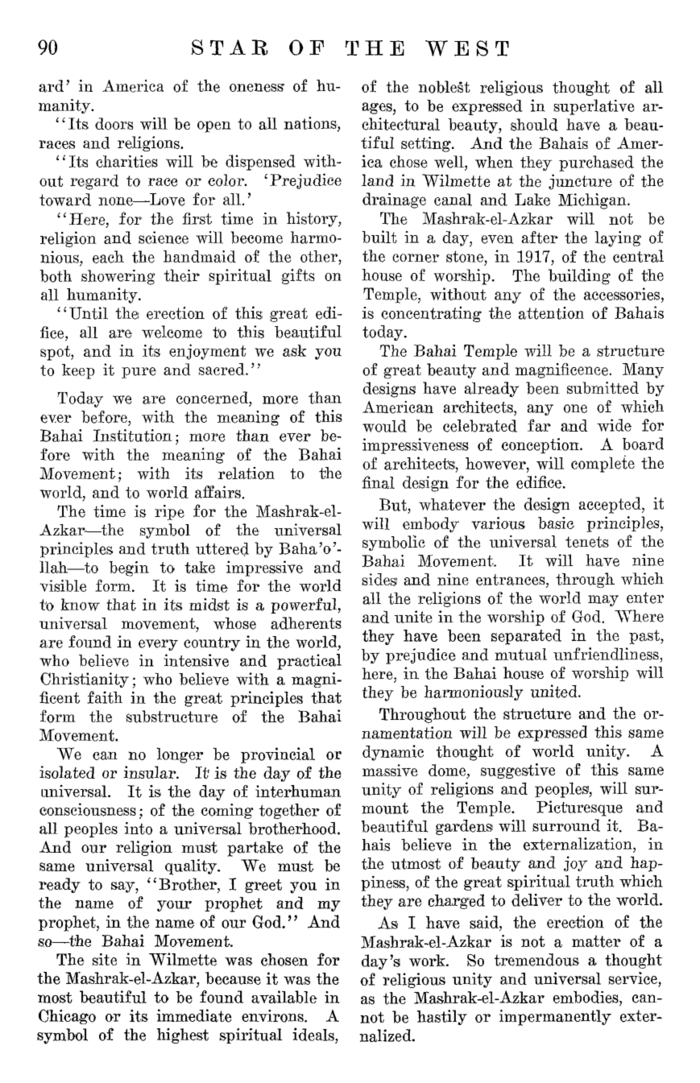 90 STAR OF THE WEST
ard' in America of the oneness of hu-
manity.
"Its doors will be open to all nations,
races and religions.
"Its charities will be dispensed with-
out regard to race or color. 'Prejudice
toward none—Love for all.'
"Here, for the first time in history,
religion and science will become harmo-
nious, each the handmaid of the other,
both showering their spiritual gifts on
all humanity.
"Until the erection of this great edi-
fice, all are welcome to this beautiful
spot, and in its enjoyment we ask you
to keep it pure and sacred."
Today we are concerned, more than
ever before, with the meaning of this
Bahai Institution; more than ever be-
fore with the meaning of the Bahai
Movement; with its relation to the
world, and to world affairs.
The time is ripe for the Mashrak-el-
Azkar—the symbol of the universal
principles and truth uttered by Baha'o'-
llah—to begin to take impressive and
visible form. It is time for the world
to know that in its midst is a powerful,
universal movement, whose adherents
are found in every country in the world,
who believe in intensive and practical
Christianity; who believe with a magni-
ficent faith in the great principles that
form the substructure of the Bahai
Movement.
We can no longer be provincial or
isolated or insular. It is the day of the
universal. It is the day of interhuman
consciousness; of the coming together of
all peoples into a universal brotherhood.
And our religion must partake of the
same universal quality. We must be
ready to say, "Brother, I greet you in
the name of your prophet and my
prophet, in the name of our God." And
so—the Bahai Movement.
The site in Wilmette was chosen for
the Mashrak-el-Azkar, because it was the
most beautiful to be found available in
Chicago or its immediate environs. A
symbol of the highest spiritual ideals,
of the noblest religious thought of all
ages, to be expressed in superlative ar-
chitectural beauty, should have a beau-
tiful setting. And the Bahais of Amer-
ica chose well, when they purchased the
land in Wilmette at the juncture of the
drainage canal and Lake Michigan.
The Mashrak-el-Azkar will not be
built in a day, even after the laying of
the corner stone, in 1917, of the central
house of worship. The building of the
Temple, without any of the accessories,
is concentrating the attention of Bahais
today.
The Bahai Temple will be a structure
of great beauty and magnificence. Many
designs have already been submitted by
American architects, any one of which
would be celebrated far and wide for
impressiveness of conception. A board
of architects, however, will complete the
final design for the edifice.
But, whatever the design accepted, it
will embody various basic principles,
symbolic of the universal tenets of the
Bahai Movement. It will have nine
sides and nine entrances, through which
all the religions of the world may enter
and unite in the worship of God. Where
they have been separated in the past,
by prejudice and mutual unfriendliness,
here, in the Bahai house of worship will
they be harmoniously united.
Throughout the structure and the or-
namentation will be expressed this same
dynamic thought of world unity. A
massive dome, suggestive of this same
unity of religions and peoples, will sur-
mount the Temple. Picturesque and
beautiful gardens will surround it. Ba-
hais believe in the externalization, in
the utmost of beauty and joy and hap-
piness, of the great spiritual truth which
they are charged to deliver to the world.
As I have said, the erection of the
Mashrak-el-Azkar is not a matter of a
day's work. So tremendous a thought
of religious unity and universal service,
as the Mashrak-el-Azkar embodies, can-
not be hastily or impermanently exter-
nalized.